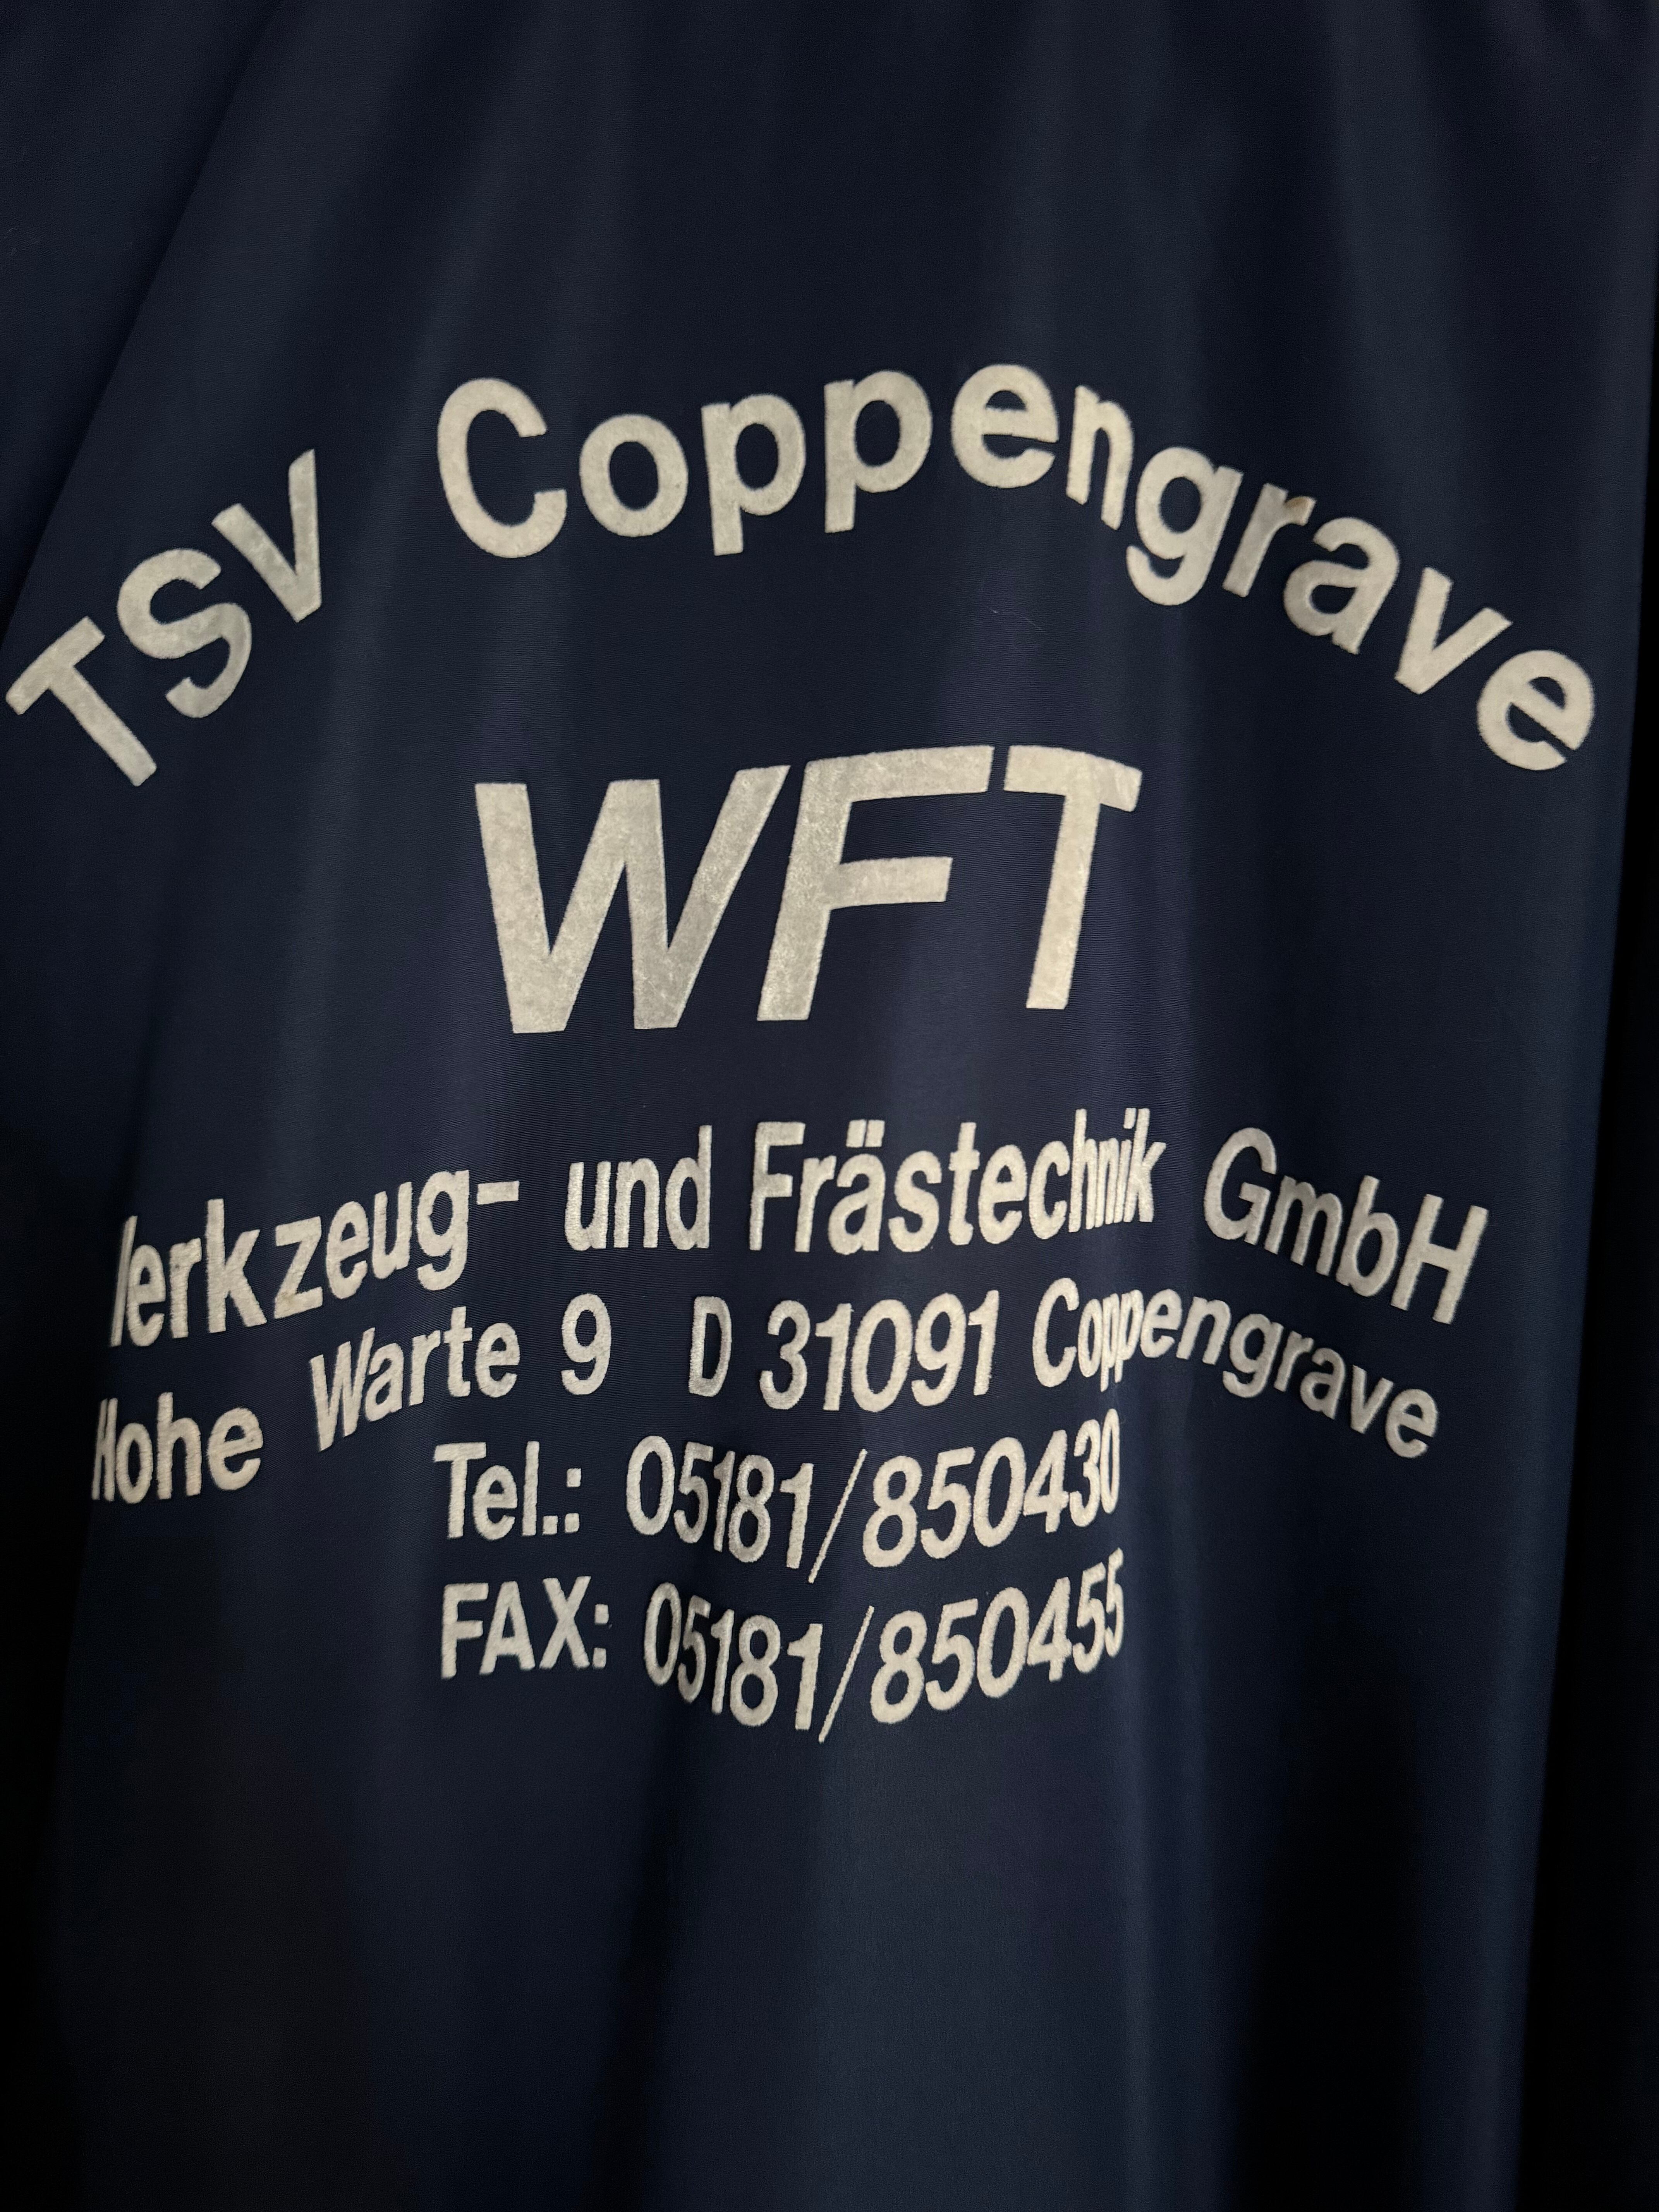 TSV Coppengrave
WFT
Werkzeug- und Frästechnik GmbH
Hohe Warte 9 D 31091 Coppengrave
Tel.: 05181/850430
FAX: 05181/850455